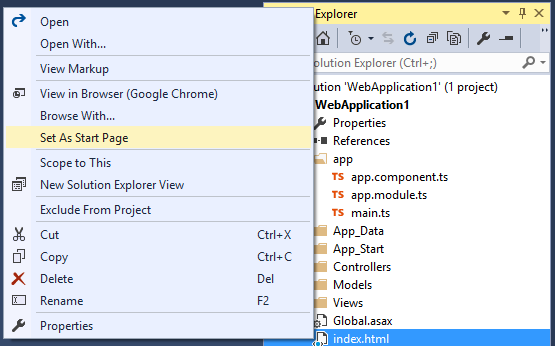 Open
Open With...
View Markup
View in Browser (Google Chrome)
Browse With...
Set As Start Page
Scope to This
New Solution Explorer View
Exclude From Project
Cut Ctrl+X
Copy Ctrl+C
Delete Del
Rename F2
Properties
Explorer
Solution Explorer (Ctrl+;)
ution 'WebApplication1' (1 project)
WebApplication1
Properties
References
app
TS app.component.ts
TS app.module.ts
TS main.ts
App_Data
App_Start
Controllers
Models
Views
Global.asax
index.html